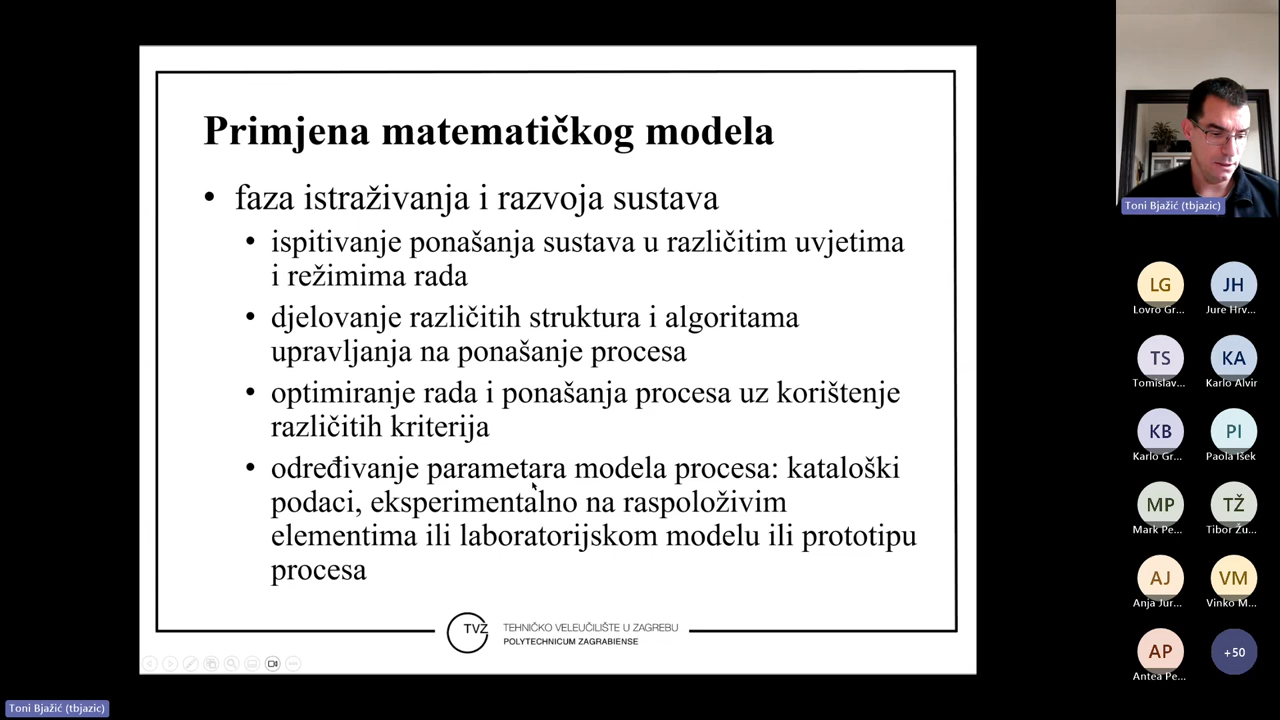 Primjena matematičkog modela
• faza istraživanja i razvoja sustava
• ispitivanje ponašanja sustava u različitim uvjetima
i režimima rada
• djelovanje različitih struktura i algoritama
upravljanja na ponašanje procesa
• optimiranje rada i ponašanja procesa uz korištenje
različitih kriterija
• određivanje parametara modela procesa: kataloški
podaci, eksperimentalno na raspoloživim
elementima ili laboratorijskom modelu ili prototipu
procesa
TVZ
TEHNIČKO VELEUČILIŠTE U ZAGREBU
POLYTECHNICUM ZAGRABIENSE
Toni Bjažić (tbjazic)
LG
JH
Lovro Gr...
Jure Hrv...
TS
KA
Tomislav...
Karlo Alvir
KB
PI
Karlo Gr...
Paola Išek
MP
TŽ
Mark Pe...
Tibor Žu...
AJ
VM
Anja Jur...
Vinko M...
AP
+50
Antea Pe...
Toni Bjažić (tbjazic)